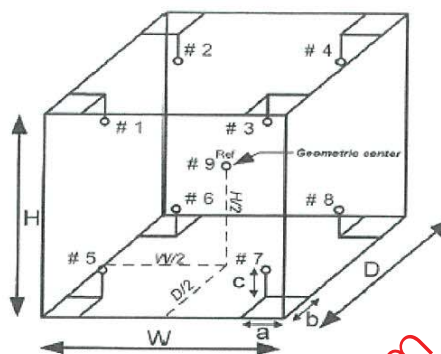 # 2
# 4
# 1
# 3
Ref
# 9
Geometric center
# 6
# 8
H/2
H
# 5
W/2
# 7
D
D/2
c
b
a
W